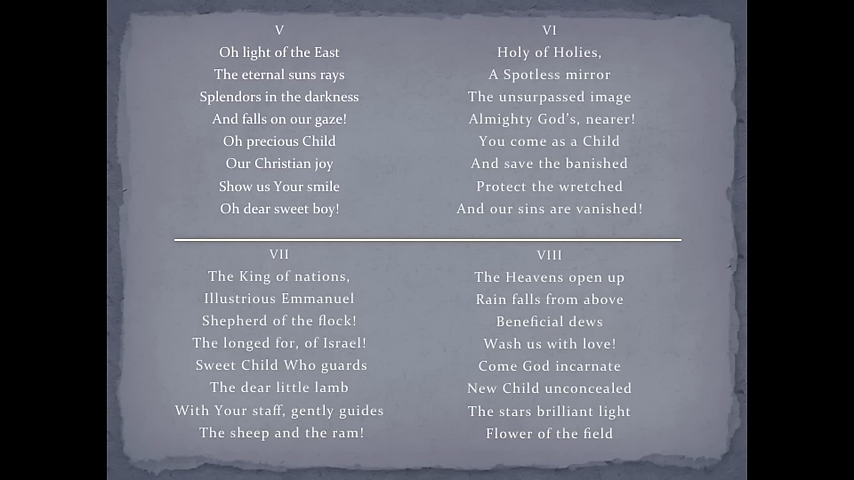 V
Oh light of the East
The eternal suns rays
Splendors in the darkness
And falls on our gaze!
Oh precious Child
Our Christian joy
Show us Your smile
Oh dear sweet boy!
VI
Holy of Holies,
A Spotless mirror
The unsurpassed image
Almighty God's, nearer!
You come as a Child
And save the banished
Protect the wretched
And our sins are vanished!
VII
The King of nations,
Illustrious Emmanuel
Shepherd of the flock!
The longed for, of Israel!
Sweet Child Who guards
The dear little lamb
With Your staff, gently guides
The sheep and the ram!
VIII
The Heavens open up
Rain falls from above
Beneficial dews
Wash us with love!
Come God incarnate
New Child unconcealed
The stars brilliant light
Flower of the field